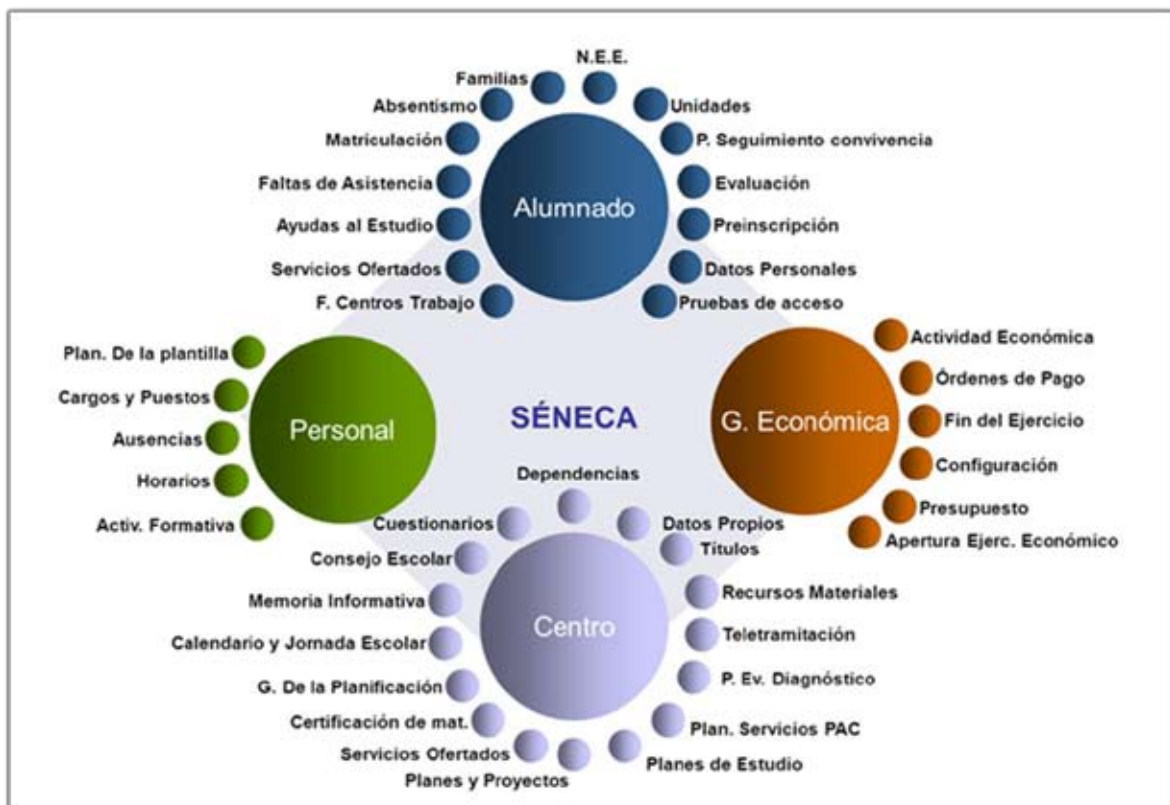 N.E.E.
Familias
Unidades
Absentismo
P. Seguimiento convivencia
Matriculación
Evaluación
Faltas de Asistencia
Alumnado
Preinscripción
Ayudas al Estudio
Datos Personales
Servicios Ofertados
Pruebas de acceso
F. Centros Trabajo
Plan. De la plantilla
Cargos y Puestos
Ausencias
Horarios
Activ. Formativa
Personal
SÉNECA
G. Económica
Actividad Económica
Órdenes de Pago
Fin del Ejercicio
Configuración
Presupuesto
Apertura Ejerc. Económico
Dependencias
Cuestionarios
Datos Propios
Consejo Escolar
Títulos
Memoria Informativa
Recursos Materiales
Centro
Calendario y Jornada Escolar
Teletramitación
G. De la Planificación
P. Ev. Diagnóstico
Certificación de mat.
Plan. Servicios PAC
Servicios Ofertados
Planes de Estudio
Planes y Proyectos